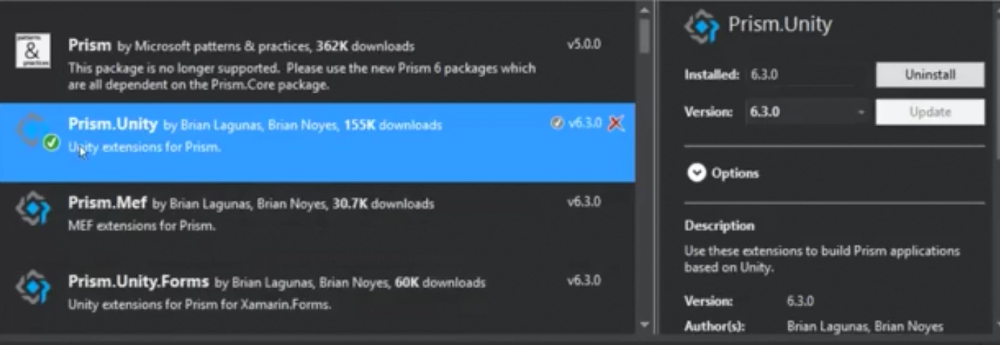 patterns
&
practices
Prism by Microsoft patterns & practices, 362K downloads
v5.0.0
This package is no longer supported. Please use the new Prism 6 packages which
are all dependent on the Prism.Core package.
Prism.Unity by Brian Lagunas, Brian Noyes, 155K downloads
v6.3.0
Unity extensions for Prism.
Prism.Mef by Brian Lagunas, Brian Noyes, 30.7K downloads
v6.3.0
MEF extensions for Prism.
Prism.Unity.Forms by Brian Lagunas, Brian Noyes, 60K downloads
v6.3.0
Unity extensions for Prism for Xamarin.Forms.
Prism.Unity
Installed: 6.3.0
Uninstall
Version: 6.3.0
Update
Options
Description
Use these extensions to build Prism applications
based on Unity.
Version: 6.3.0
Author(s): Brian Lagunas, Brian Noyes